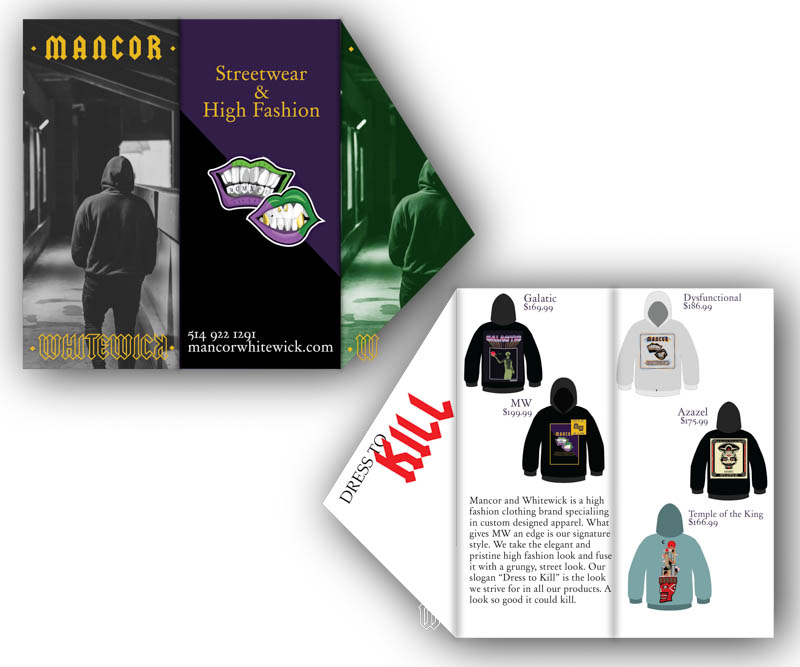 MANCOR
WHITEWICK
Streetwear
&
High Fashion
514 922 1291
mancorwhitewick.com
W
DRESS TO
KILL
W
Galatic
$169.99
GALACTIC
MW
$199.99
MANCOR
MW
Mancor and Whitewick is a high
fashion clothing brand specialiing
in custom designed apparel. What
gives MW an edge is our signature
style. We take the elegant and
pristine high fashion look and fuse
it with a grungy, street look. Our
slogan “Dress to Kill” is the look
we strive for in all our products. A
look so good it could kill.
Dysfunctional
$186.99
MANCOR
Azazel
$175.99
Temple of the King
$166.99